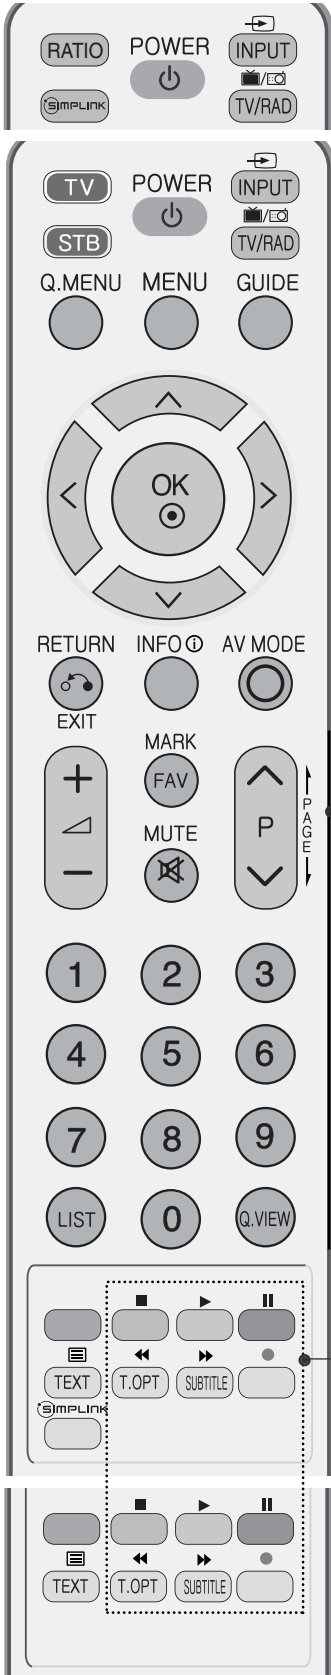 POWER
RATIO INPUT
SIMPLINK TV/RAD
POWER
TV INPUT
STB TV/RAD
Q.MENU MENU GUIDE
OK
RETURN INFO i AV MODE
EXIT
MARK
FAV
P
PAGE
MUTE
1 2 3
4 5 6
7 8 9
LIST 0 Q.VIEW
TEXT T.OPT SUBTITLE
SIMPLINK
TEXT T.OPT SUBTITLE